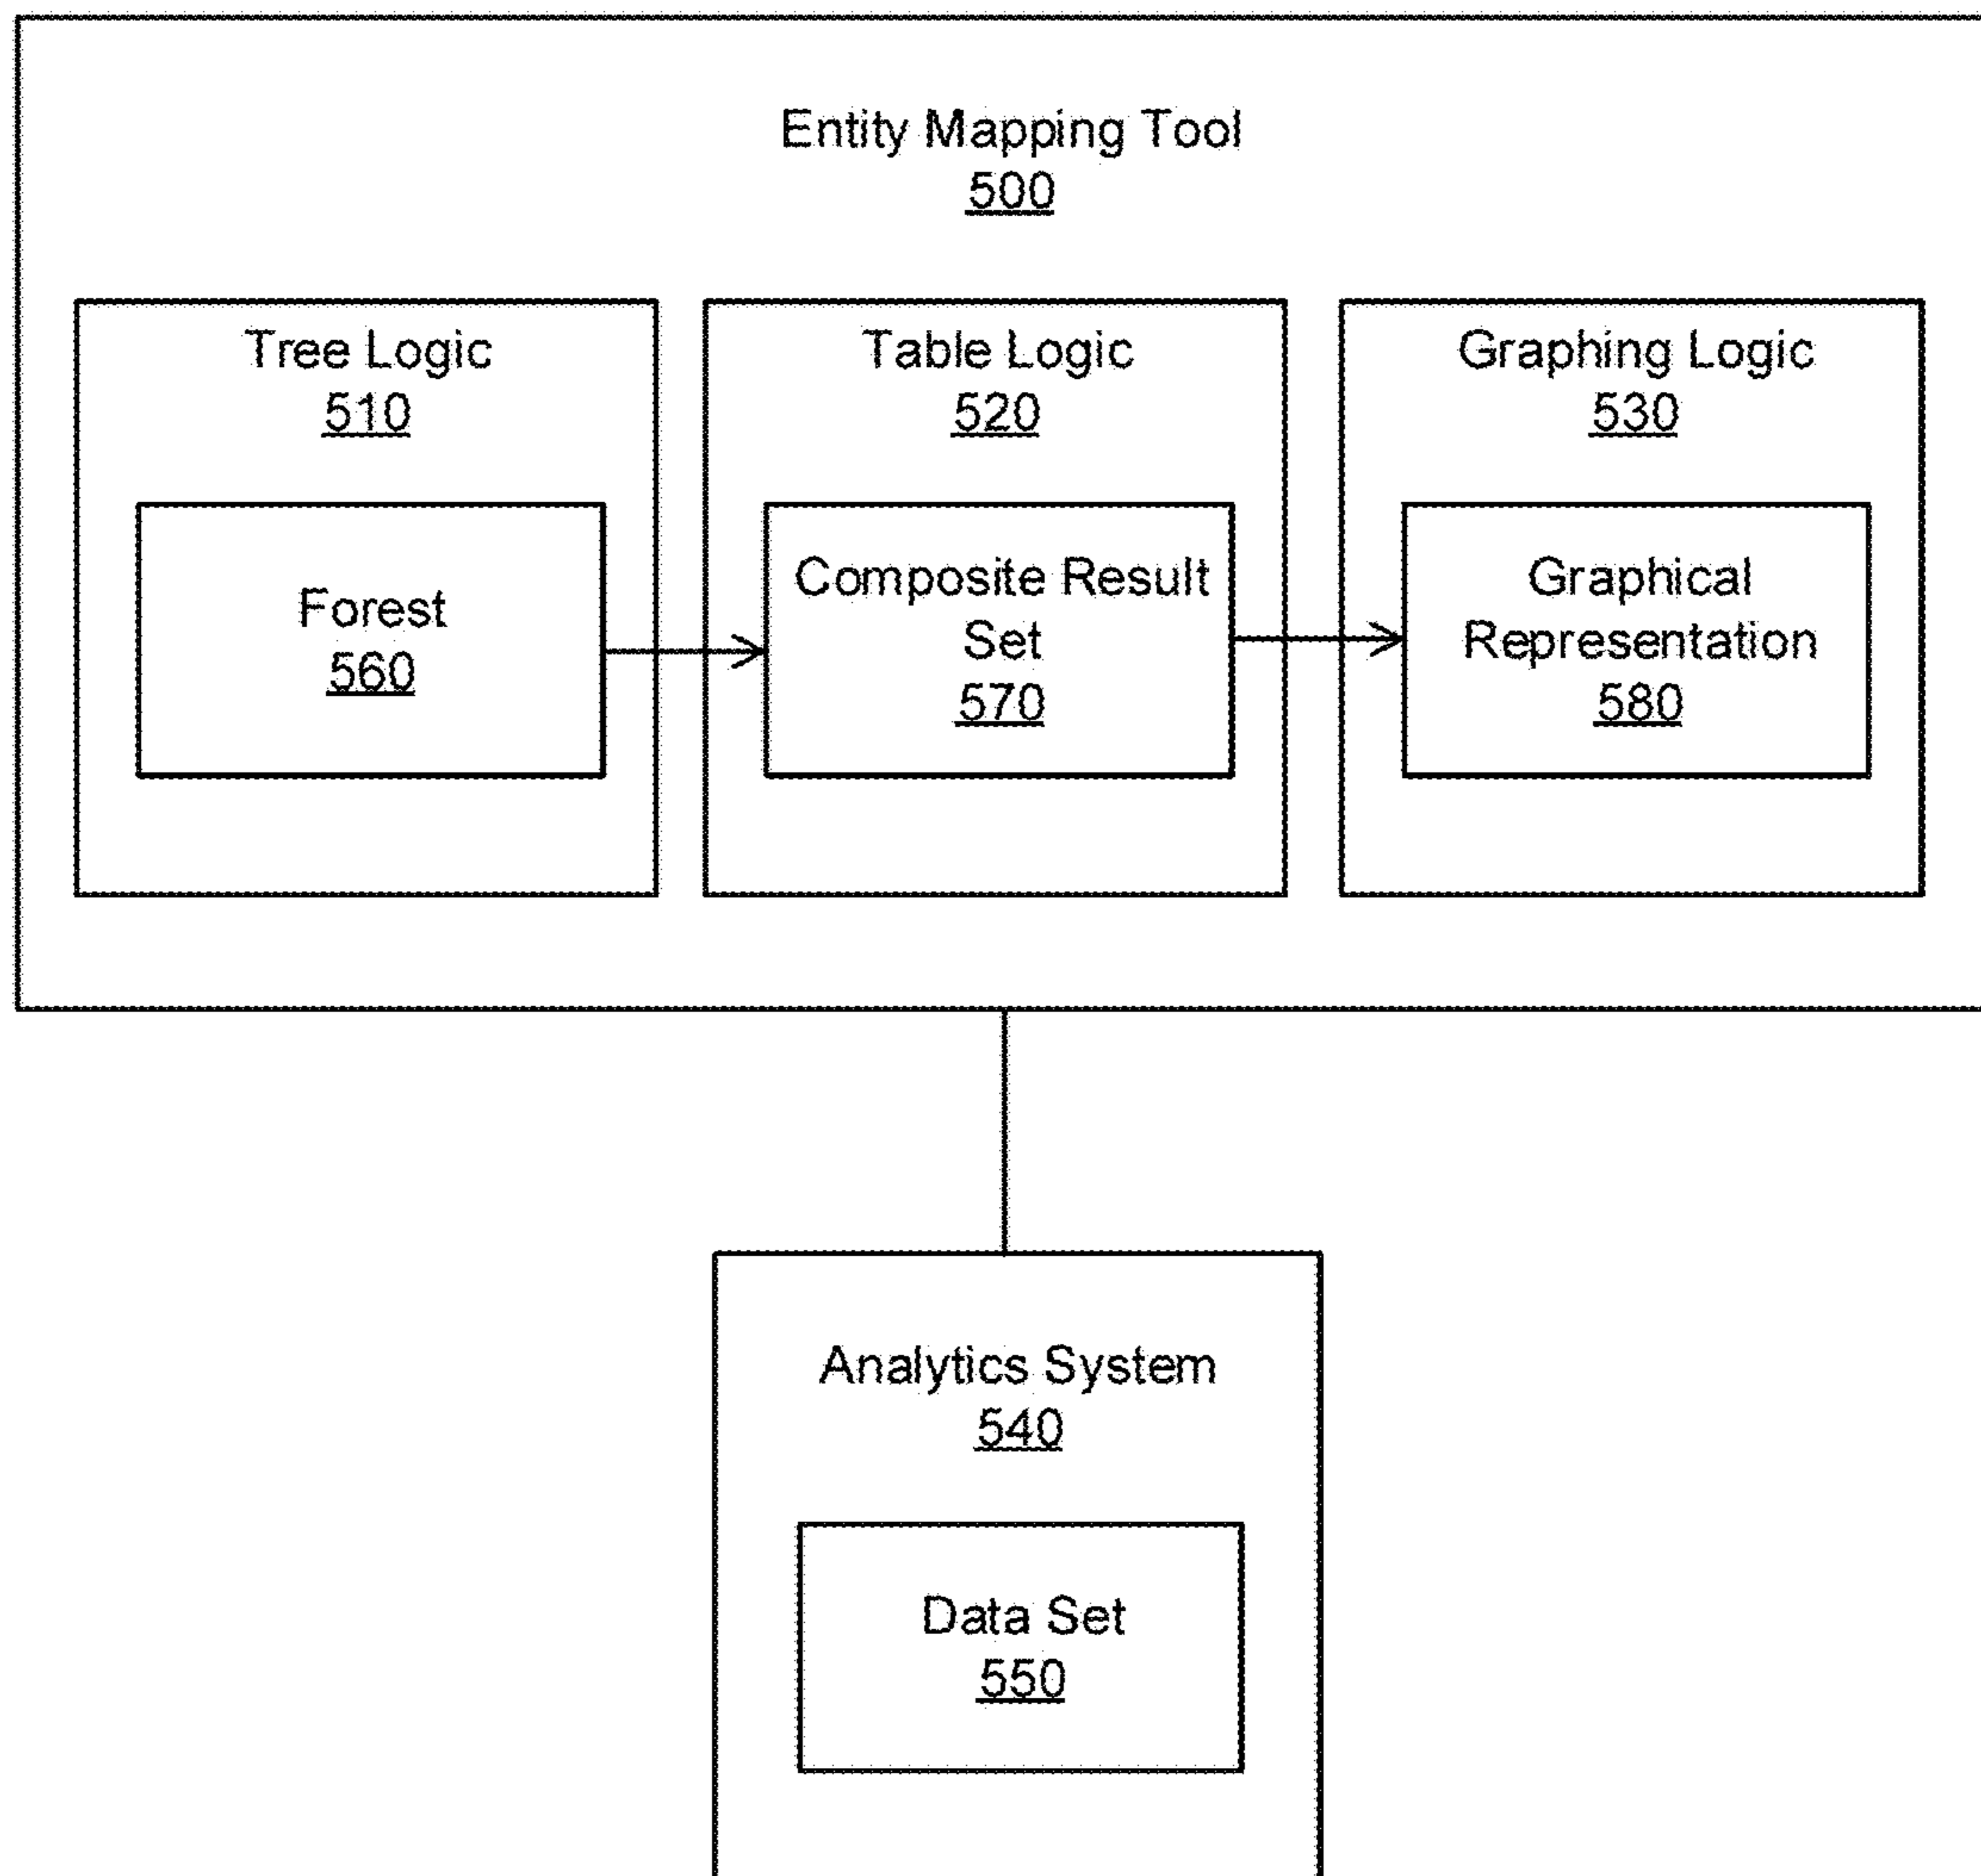 Entity Mapping Tool
500
Tree Logic
510
Forest
560
Table Logic
520
Composite Result
Set
570
Graphing Logic
530
Graphical
Representation
580
Analytics System
540
Data Set
550